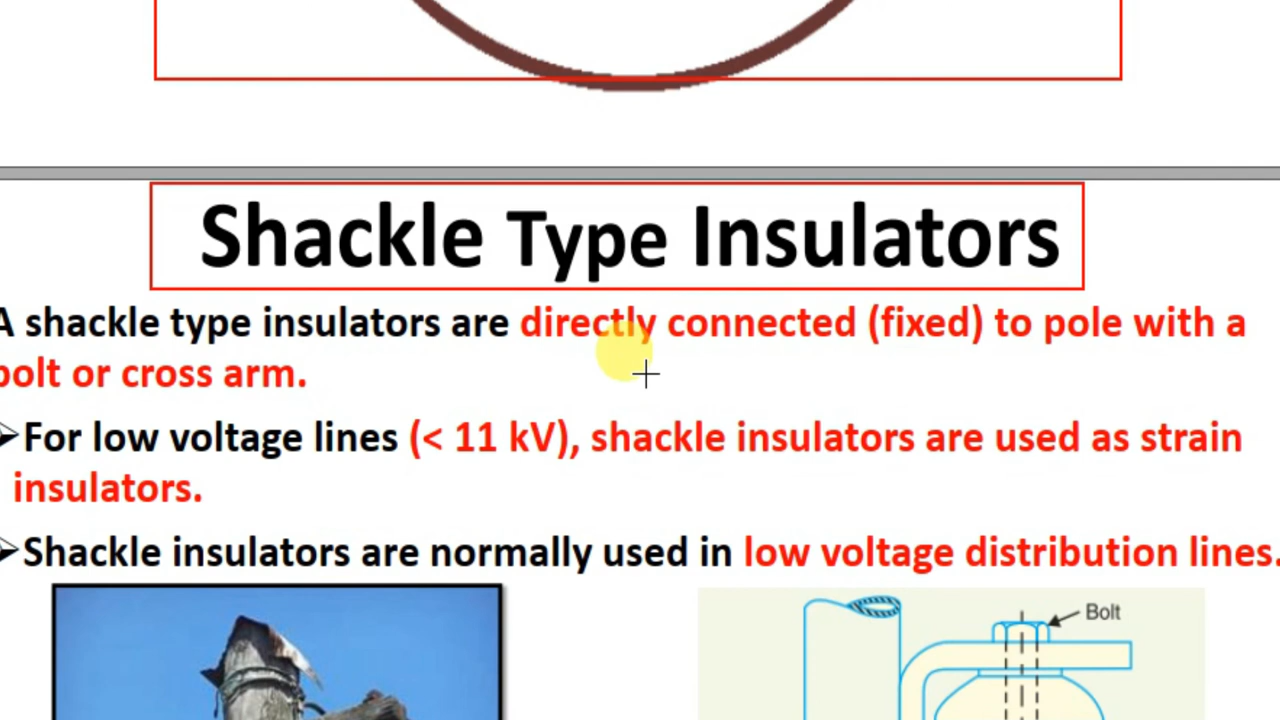 Shackle Type Insulators
A shackle type insulators are directly connected (fixed) to pole with a
bolt or cross arm.
➢For low voltage lines (< 11 kV), shackle insulators are used as strain
insulators.
➢Shackle insulators are normally used in low voltage distribution lines.
Bolt